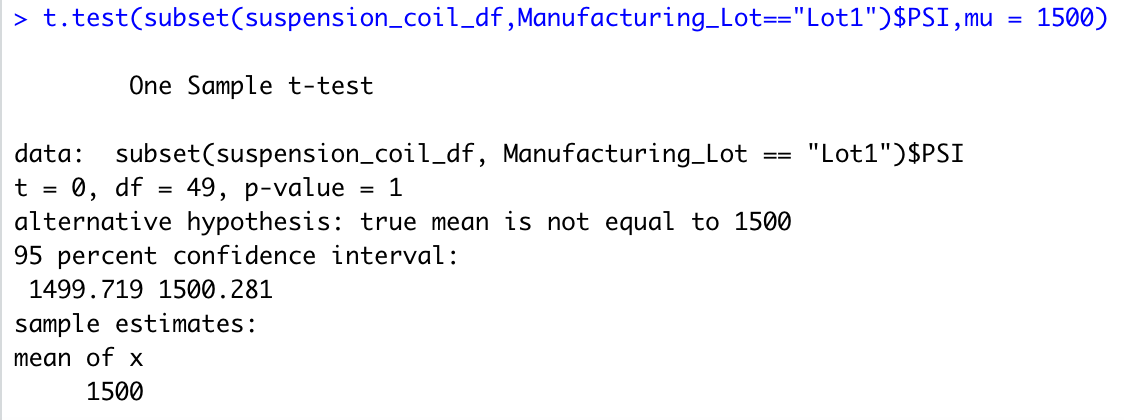 > t.test(subset(suspension_coil_df,Manufacturing_Lot=="Lot1")$PSI,mu = 1500)
One Sample t-test
data:  subset(suspension_coil_df, Manufacturing_Lot == "Lot1")$PSI
t = 0, df = 49, p-value = 1
alternative hypothesis: true mean is not equal to 1500
95 percent confidence interval:
 1499.719 1500.281
sample estimates:
mean of x
     1500